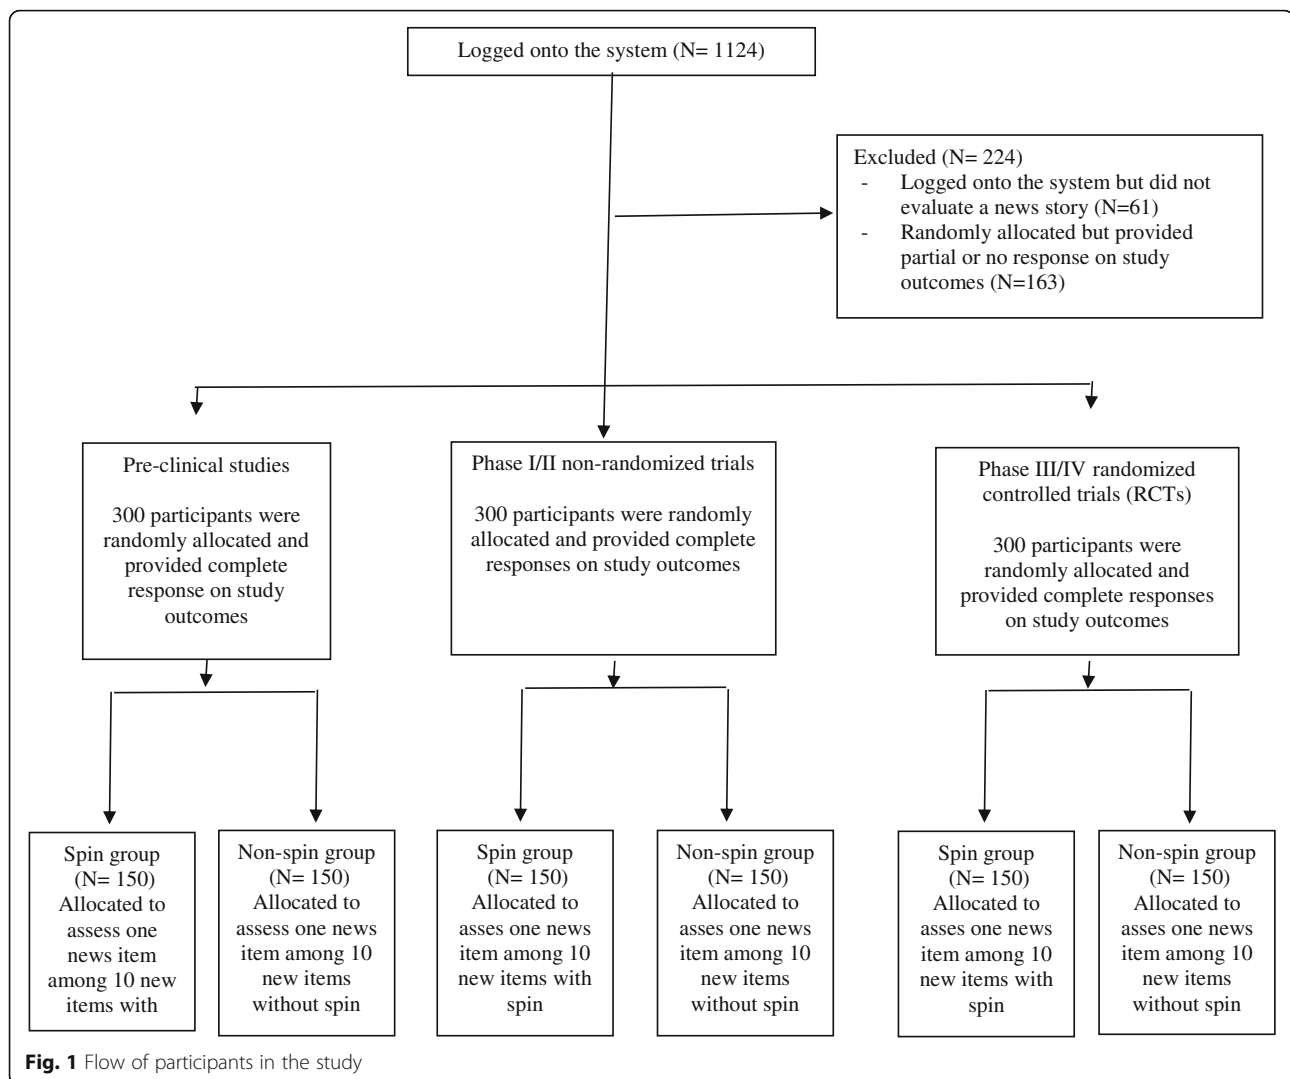 Logged onto the system (N= 1124)
Excluded (N= 224)
- Logged onto the system but did not
evaluate a news story (N=61)
- Randomly allocated but provided
partial or no response on study
outcomes (N=163)
Pre-clinical studies
300 participants were
randomly allocated and
provided complete
response on study
outcomes
Phase I/II non-randomized trials
300 participants were randomly
allocated and provided complete
responses on study outcomes
Phase III/IV randomized
controlled trials (RCTs)
300 participants were
randomly allocated and
provided complete responses
on study outcomes
Spin group
(N= 150)
Allocated to
assess one
news item
among 10 new
items with
Non-spin group
(N= 150)
Allocated to
assess one news
item among 10
new items
without spin
Spin group
(N= 150)
Allocated to
asses one news
item among 10
new items with
spin
Non-spin group
(N= 150)
Allocated to
asses one news
item among 10
new items
without spin
Spin group
(N= 150)
Allocated to
asses one news
item among 10
new items with
spin
Non-spin group
(N= 150)
Allocated to
asses one news
item among 10
new items
without spin
Fig. 1 Flow of participants in the study